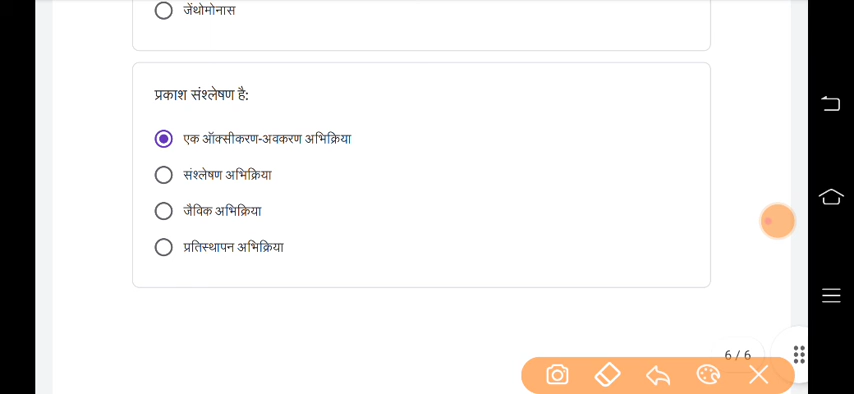 जेंथोमोनास
प्रकाश संश्लेषण है:
एक ऑक्सीकरण-अवकरण अभिक्रिया
संश्लेषण अभिक्रिया
जैविक अभिक्रिया
प्रतिस्थापन अभिक्रिया
6 / 6